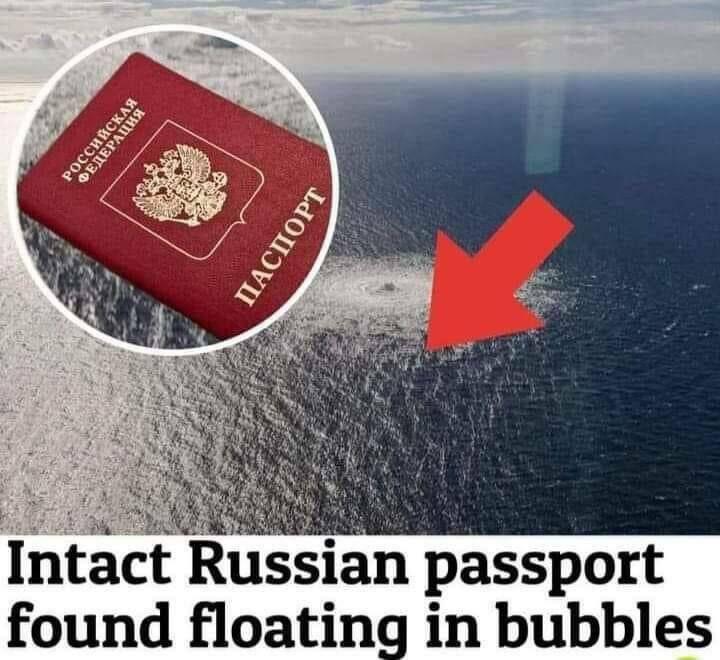 РОССИЙСКАЯ
ФЕДЕРАЦИЯ
ПАСПОРТ
Intact Russian passport
found floating in bubbles